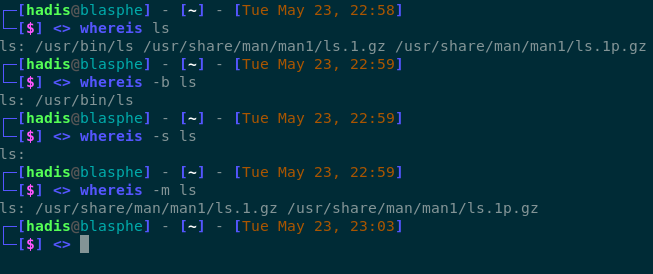 ┌─[hadis@blasphe] - [~] - [Tue May 23, 22:58]
└─[$] <> whereis ls
ls: /usr/bin/ls /usr/share/man/man1/ls.1.gz /usr/share/man/man1/ls.1p.gz
┌─[hadis@blasphe] - [~] - [Tue May 23, 22:59]
└─[$] <> whereis -b ls
ls: /usr/bin/ls
┌─[hadis@blasphe] - [~] - [Tue May 23, 22:59]
└─[$] <> whereis -s ls
ls:
┌─[hadis@blasphe] - [~] - [Tue May 23, 22:59]
└─[$] <> whereis -m ls
ls: /usr/share/man/man1/ls.1.gz /usr/share/man/man1/ls.1p.gz
┌─[hadis@blasphe] - [~] - [Tue May 23, 23:03]
└─[$] <>